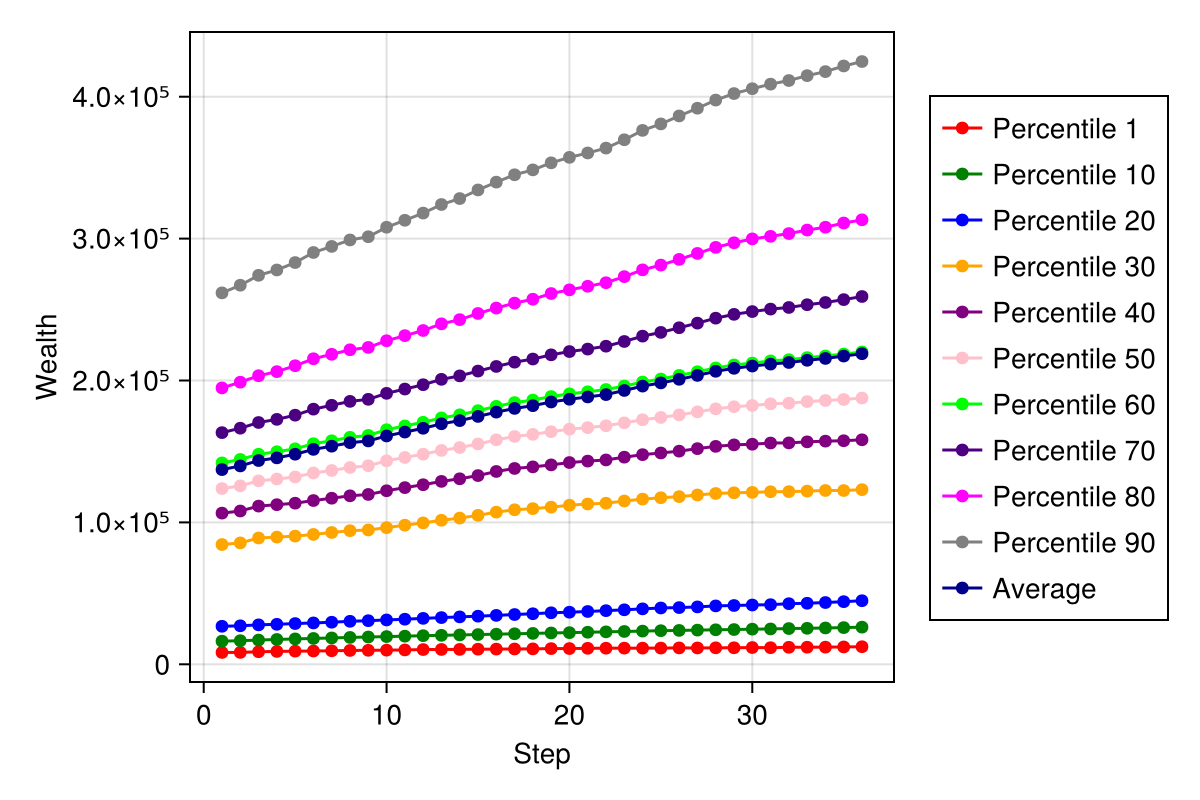 4.0×10⁵
3.0×10⁵
2.0×10⁵
1.0×10⁵
0
Wealth
0 10 20 30
Step
Percentile 1
Percentile 10
Percentile 20
Percentile 30
Percentile 40
Percentile 50
Percentile 60
Percentile 70
Percentile 80
Percentile 90
Average